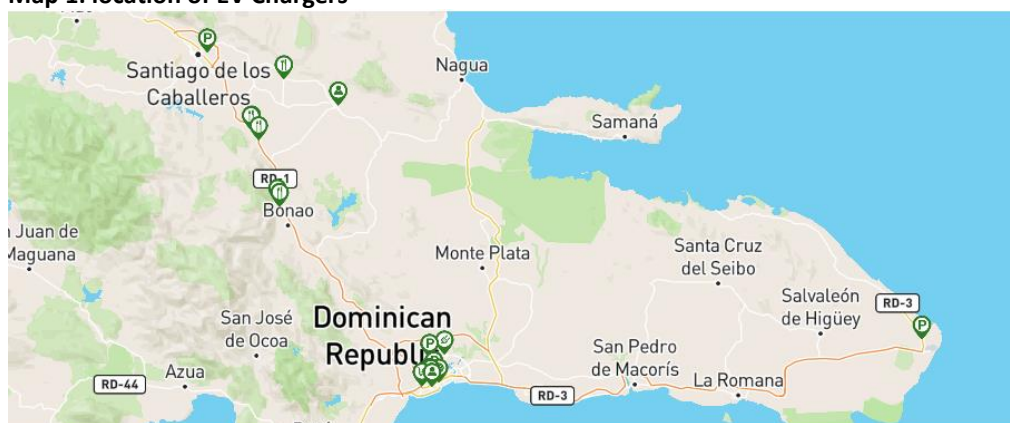 Map 1: location of EV Chargers
P
Santiago de los
Caballeros
Nagua
Samaná
RD-1
Bonao
Juan de
Maguana
Monte Plata
Santa Cruz
del Seibo
Salvaleón
de Higüey
RD-3
P
San José
de Ocoa
Dominican
Republic
P
San Pedro
de Macorís
Azua
RD-44
La Romana
RD-3